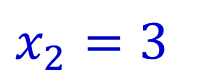 x₂ = 3